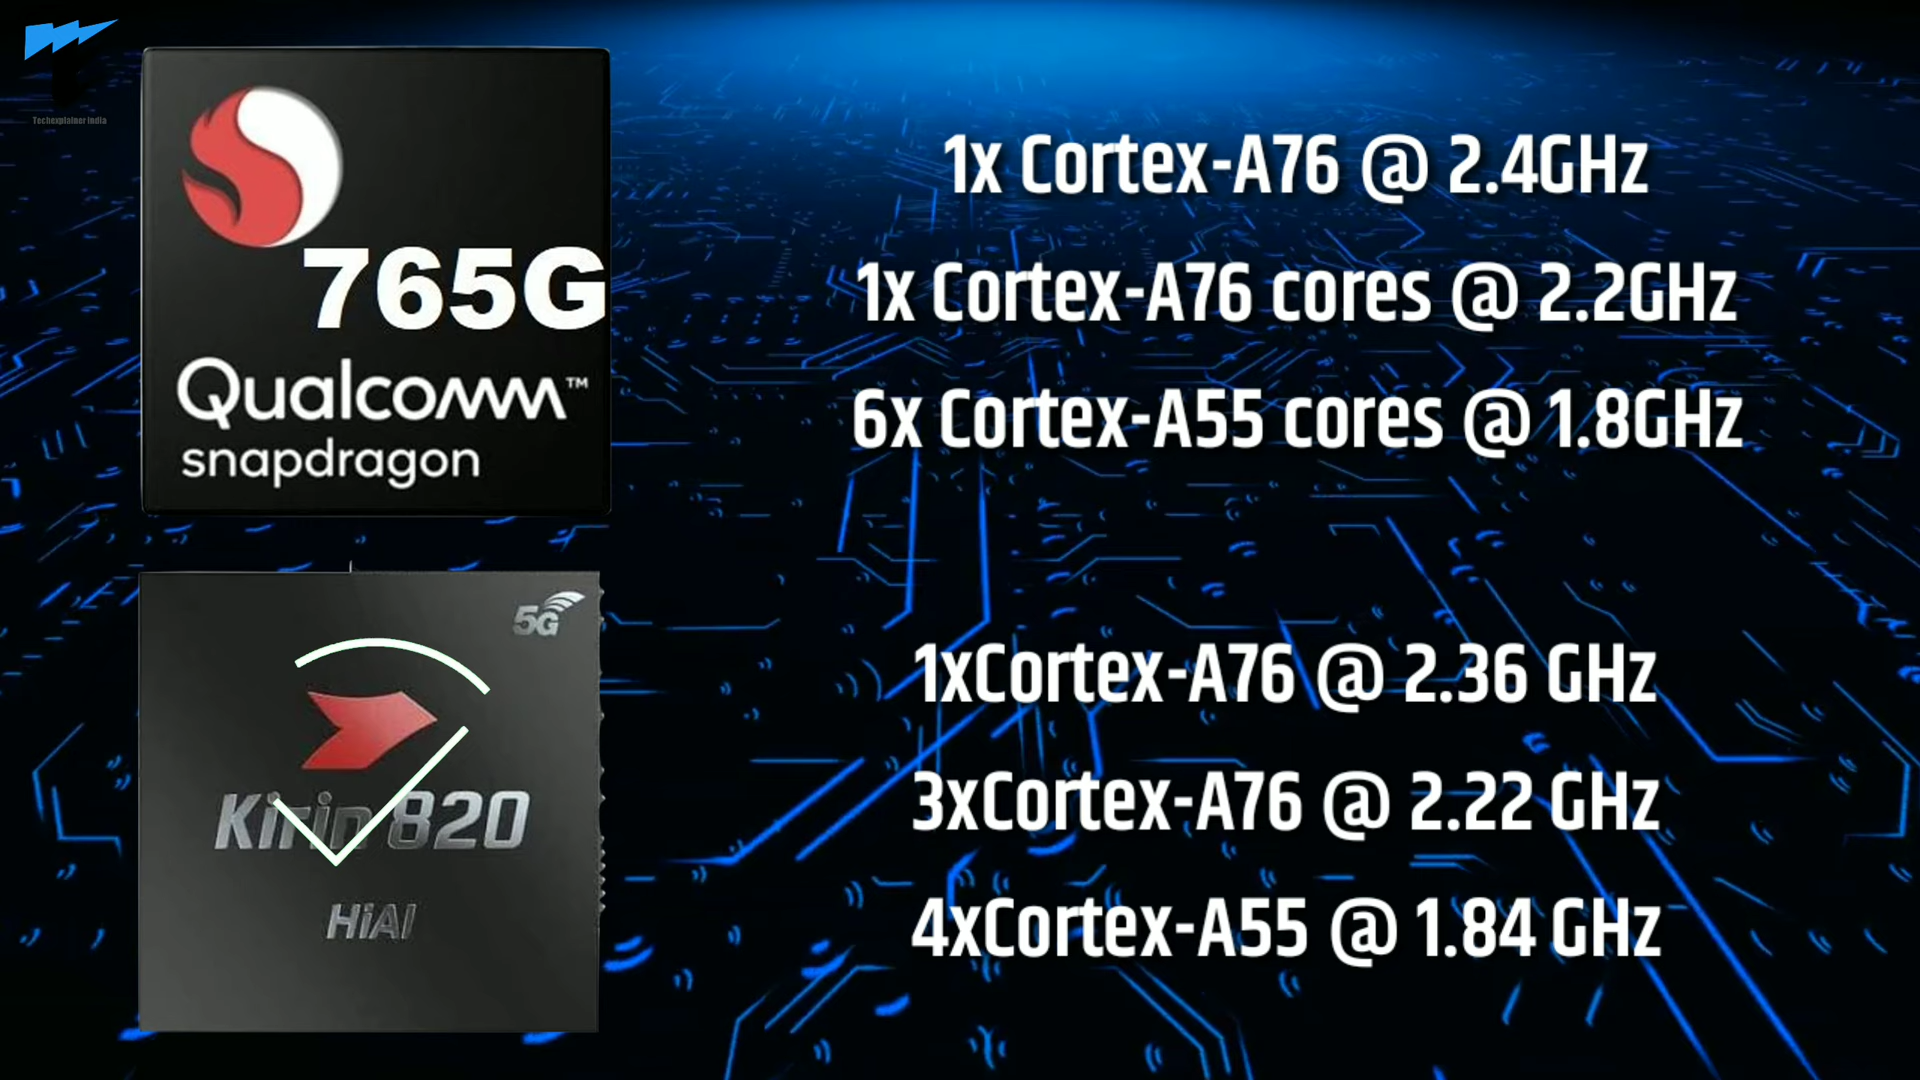 Techexplainer India
765G
Qualcomm™
snapdragon
1x Cortex-A76 @ 2.4GHz
1x Cortex-A76 cores @ 2.2GHz
6x Cortex-A55 cores @ 1.8GHz
5G
Kirin 820
HiAI
1xCortex-A76 @ 2.36 GHz
3xCortex-A76 @ 2.22 GHz
4xCortex-A55 @ 1.84 GHz